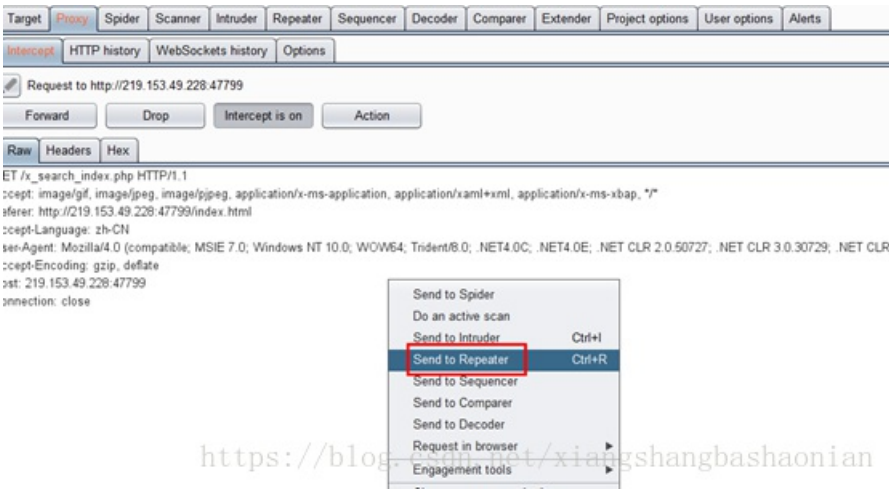 Target Proxy Spider Scanner Intruder Repeater Sequencer Decoder Comparer Extender Project options User options Alerts
Intercept HTTP history WebSockets history Options
Request to http://219.153.49.228:47799
Forward Drop Intercept is on Action
Raw Headers Hex
ET /x_search_index.php HTTP/1.1
ccept: image/gif, image/jpeg, image/pjpeg, application/x-ms-application, application/xaml+xml, application/x-ms-xbap, */*
eferer: http://219.153.49.228:47799/index.html
ccept-Language: zh-CN
ser-Agent: Mozilla/4.0 (compatible; MSIE 7.0; Windows NT 10.0; WOW64; Trident/8.0; .NET4.0C; .NET4.0E; .NET CLR 2.0.50727; .NET CLR 3.0.30729; .NET CLR
ccept-Encoding: gzip, deflate
ost: 219.153.49.228:47799
onnection: close
Send to Spider
Do an active scan
Send to Intruder Ctrl+I
Send to Repeater Ctrl+R
Send to Sequencer
Send to Comparer
Send to Decoder
Request in browser
Engagement tools
https://blog.csdn.net/xiangshangbashaonian